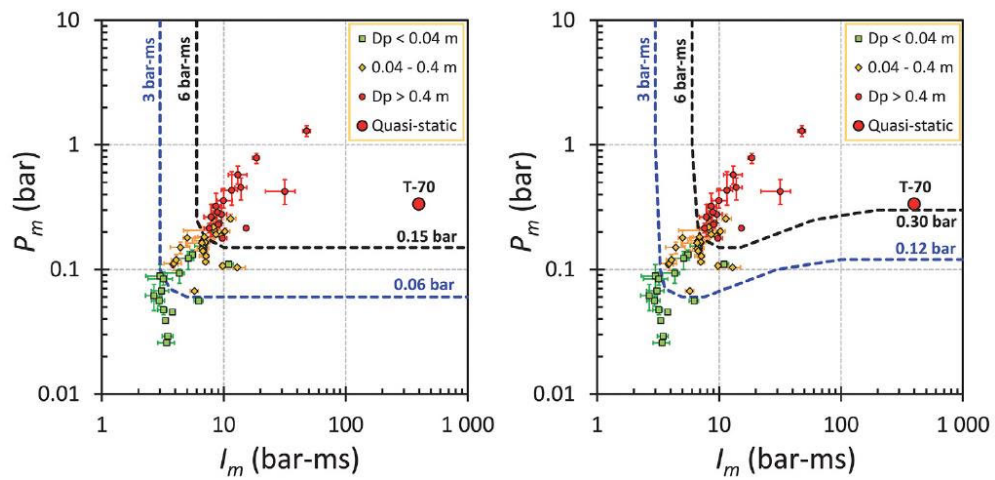 10
1
0.1
0.01
P_m (bar)
3 bar-ms
6 bar-ms
Dp < 0.04 m
0.04 - 0.4 m
Dp > 0.4 m
Quasi-static
T-70
0.15 bar
0.06 bar
1 10 100 1 000
I_m (bar-ms)
10
1
0.1
0.01
P_m (bar)
3 bar-ms
6 bar-ms
Dp < 0.04 m
0.04 - 0.4 m
Dp > 0.4 m
Quasi-static
T-70
0.30 bar
0.12 bar
1 10 100 1 000
I_m (bar-ms)